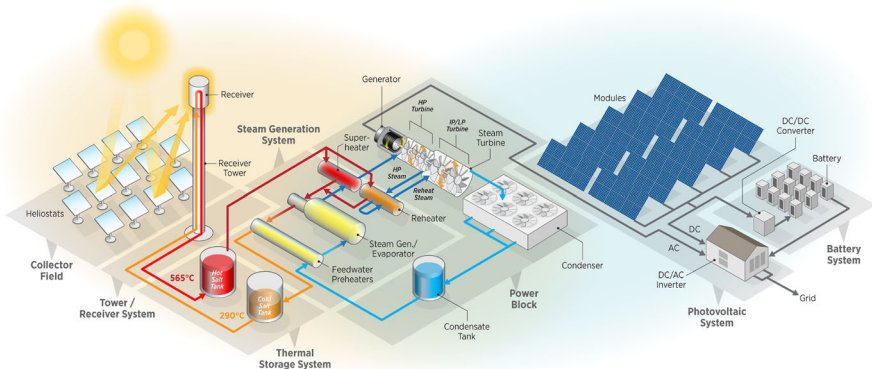 Receiver
Receiver
Tower
Heliostats
Collector
Field
Tower /
Receiver System
565°C
Hot
Salt
Tank
290°C
Cold
Salt
Tank
Thermal
Storage System
Steam Generation
System
Super-
heater
Reheater
Steam Gen./
Evaporator
Feedwater
Preheaters
Generator
HP
Turbine
IP/LP
Turbine
Steam
Turbine
HP
Steam
Reheat
Steam
Condenser
Condensate
Tank
Power
Block
Modules
DC/DC
Converter
Battery
Battery
System
DC
AC
DC/AC
Inverter
Grid
Photovoltaic
System